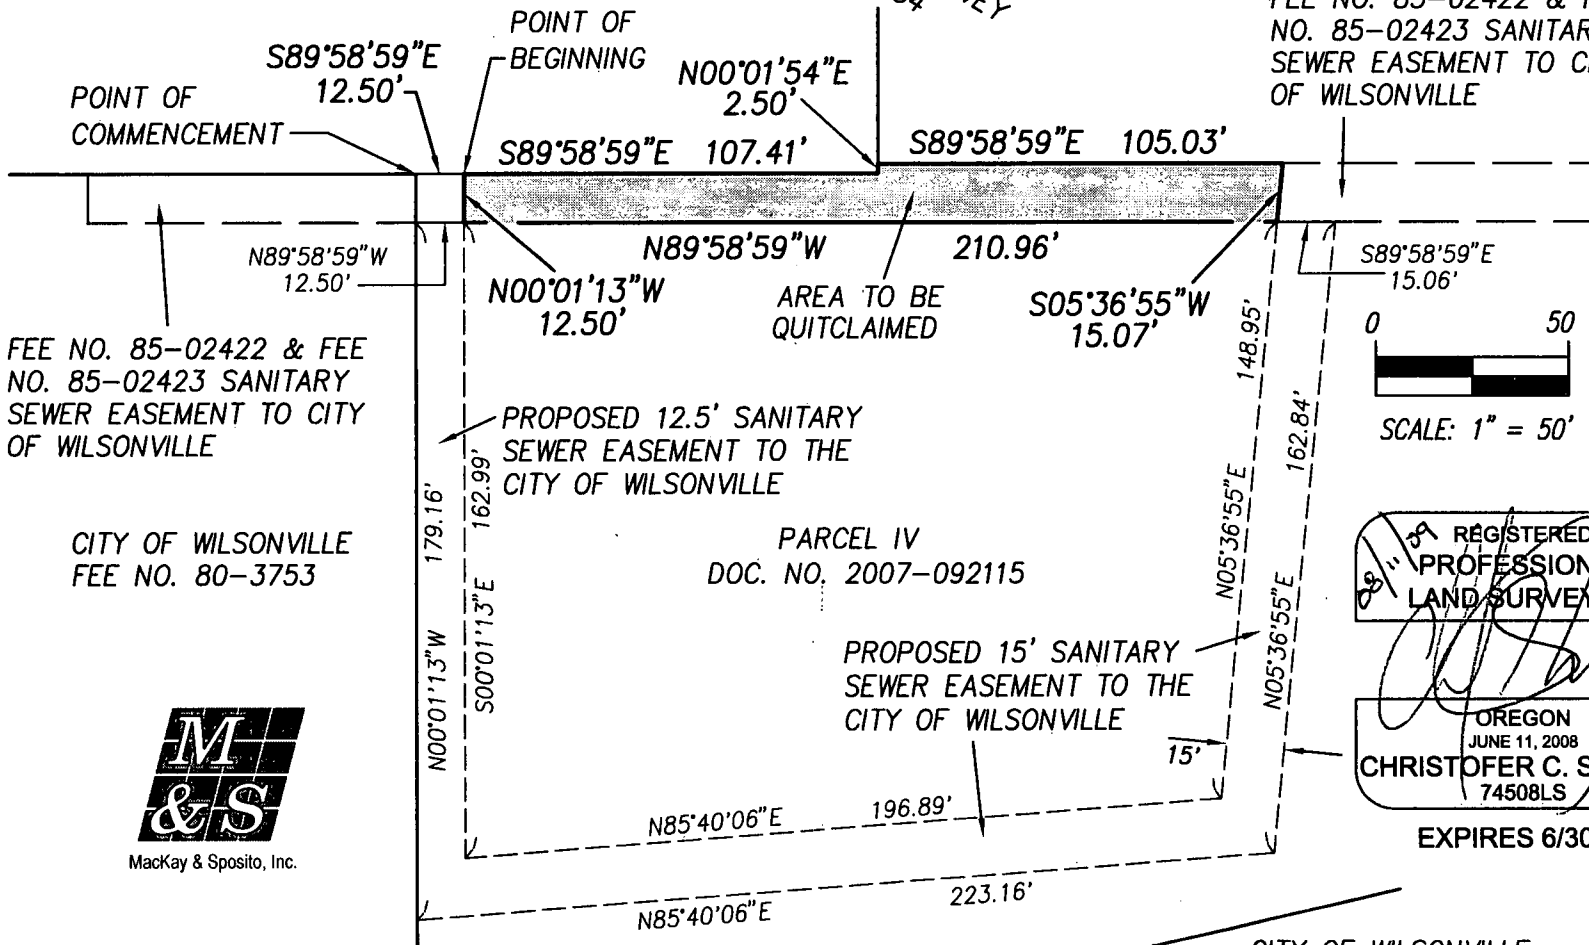 POINT OF
BEGINNING
S89°58'59"E
12.50'
N00°01'54"E
2.50'
POINT OF
COMMENCEMENT
S89°58'59"E 107.41'
S89°58'59"E 105.03'
NO. 85-02423 SANITAR
SEWER EASEMENT TO
OF WILSONVILLE
N89°58'59"W
12.50'
N89°58'59"W 210.96'
S89°58'59"E
15.06'
N00°01'13"W
12.50'
AREA TO BE
QUITCLAIMED
S05°36'55"W
15.07'
0 50
SCALE: 1" = 50'
FEE NO. 85-02422 & FEE
NO. 85-02423 SANITARY
SEWER EASEMENT TO CITY
OF WILSONVILLE
PROPOSED 12.5' SANITARY
SEWER EASEMENT TO THE
CITY OF WILSONVILLE
148.95'
N05°36'55"E
162.84'
N05°36'55"E
179.16'
N00°01'13"W
162.99'
S00°01'13"E
CITY OF WILSONVILLE
FEE NO. 80-3753
PARCEL IV
DOC. NO. 2007-092115
PROPOSED 15' SANITARY
SEWER EASEMENT TO THE
CITY OF WILSONVILLE
15'
REGISTERED
PROFESSION
LAND SURVEY
OREGON
JUNE 11, 2008
CHRISTOFER C. S
74508LS
EXPIRES 6/30
M
&S
MacKay & Sposito, Inc.
N85°40'06"E 196.89'
N85°40'06"E 223.16'
CITY OF WILSONVILLE